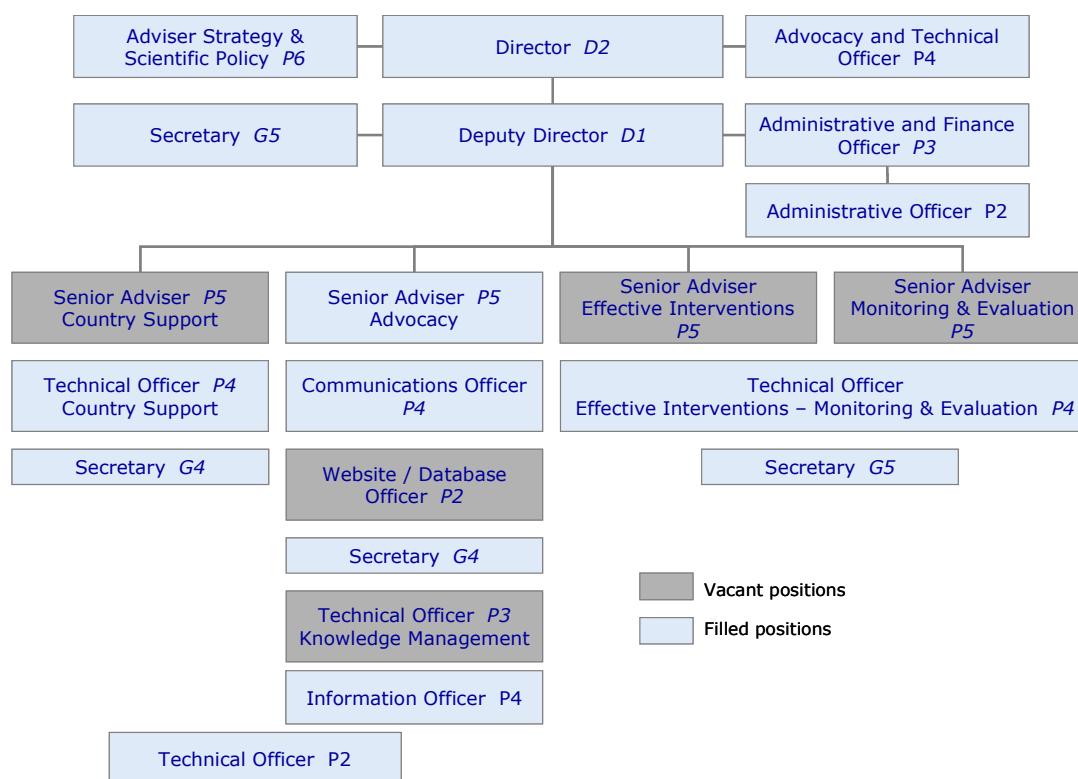 Adviser Strategy &
Scientific Policy P6
Director D2
Advocacy and Technical
Officer P4
Secretary G5
Deputy Director D1
Administrative and Finance
Officer P3
Administrative Officer P2
Senior Adviser P5
Country Support
Senior Adviser P5
Advocacy
Senior Adviser
Effective Interventions
P5
Senior Adviser
Monitoring & Evaluation
P5
Technical Officer P4
Country Support
Communications Officer
P4
Technical Officer
Effective Interventions – Monitoring & Evaluation P4
Secretary G4
Website / Database
Officer P2
Secretary G5
Secretary G4
Technical Officer P3
Knowledge Management
Information Officer P4
Technical Officer P2
Vacant positions
Filled positions